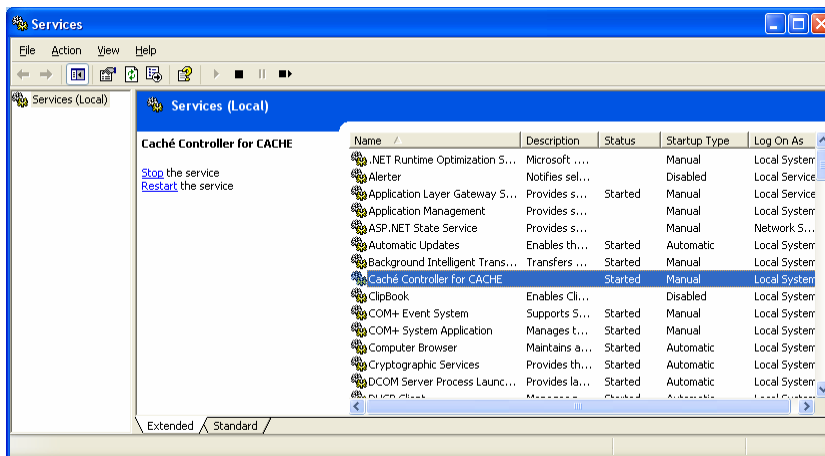 Services
File Action View Help
Services (Local)
Services (Local)
Caché Controller for CACHE
Stop the service
Restart the service
Name Description Status Startup Type Log On As
.NET Runtime Optimization S... Microsoft .... Manual Local System
Alerter Notifies sel... Disabled Local Service
Application Layer Gateway S... Provides s... Started Manual Local Service
Application Management Provides s... Manual Local System
ASP.NET State Service Provides s... Manual Network S...
Automatic Updates Enables th... Started Automatic Local System
Background Intelligent Trans... Transfers ... Started Manual Local System
Caché Controller for CACHE Started Manual Local System
ClipBook Enables Cli... Disabled Local System
COM+ Event System Supports S... Started Manual Local System
COM+ System Application Manages t... Started Manual Local System
Computer Browser Maintains a... Started Automatic Local System
Cryptographic Services Provides th... Started Automatic Local System
DCOM Server Process Launc... Provides la... Started Automatic Local System
Extended Standard